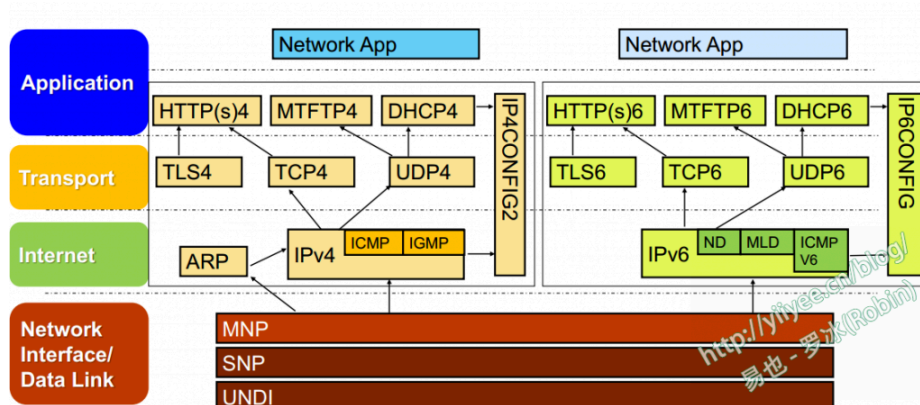 Network App
Network App
Application
HTTP(s)4
MTFTP4
DHCP4
IP4CONFIG2
HTTP(s)6
MTFTP6
DHCP6
IP6CONFIG
Transport
TLS4
TCP4
UDP4
TLS6
TCP6
UDP6
Internet
ARP
IPv4
ICMP
IGMP
IPv6
ND
MLD
ICMP
V6
Network
Interface/
Data Link
MNP
SNP
UNDI
http://yiiyee.cn/blog/
易也 - 罗冰(Robin)